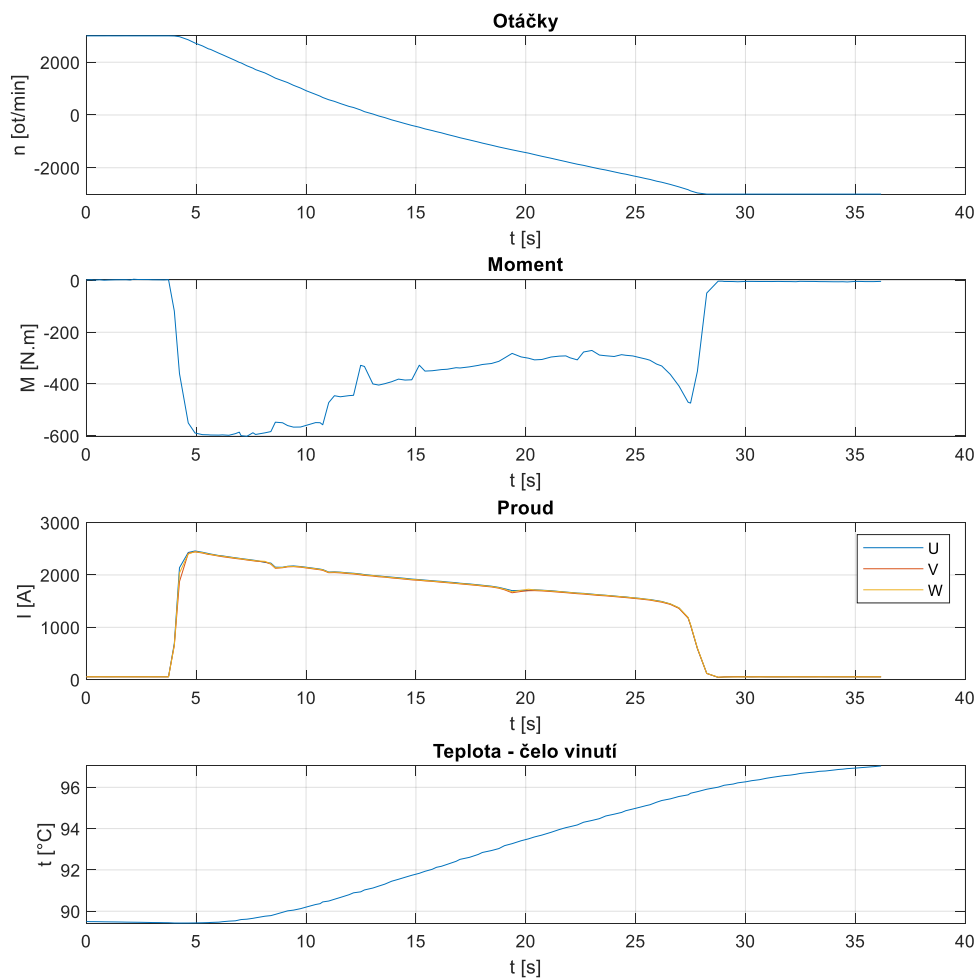 Otáčky
2000
0
-2000
n [ot/min]
0 5 10 15 20 25 30 35 40
t [s]
Moment
0
-200
-400
-600
M [N.m]
0 5 10 15 20 25 30 35 40
t [s]
Proud
3000
2000
1000
0
I [A]
U
V
W
0 5 10 15 20 25 30 35 40
t [s]
Teplota - čelo vinutí
96
94
92
90
t [°C]
0 5 10 15 20 25 30 35 40
t [s]